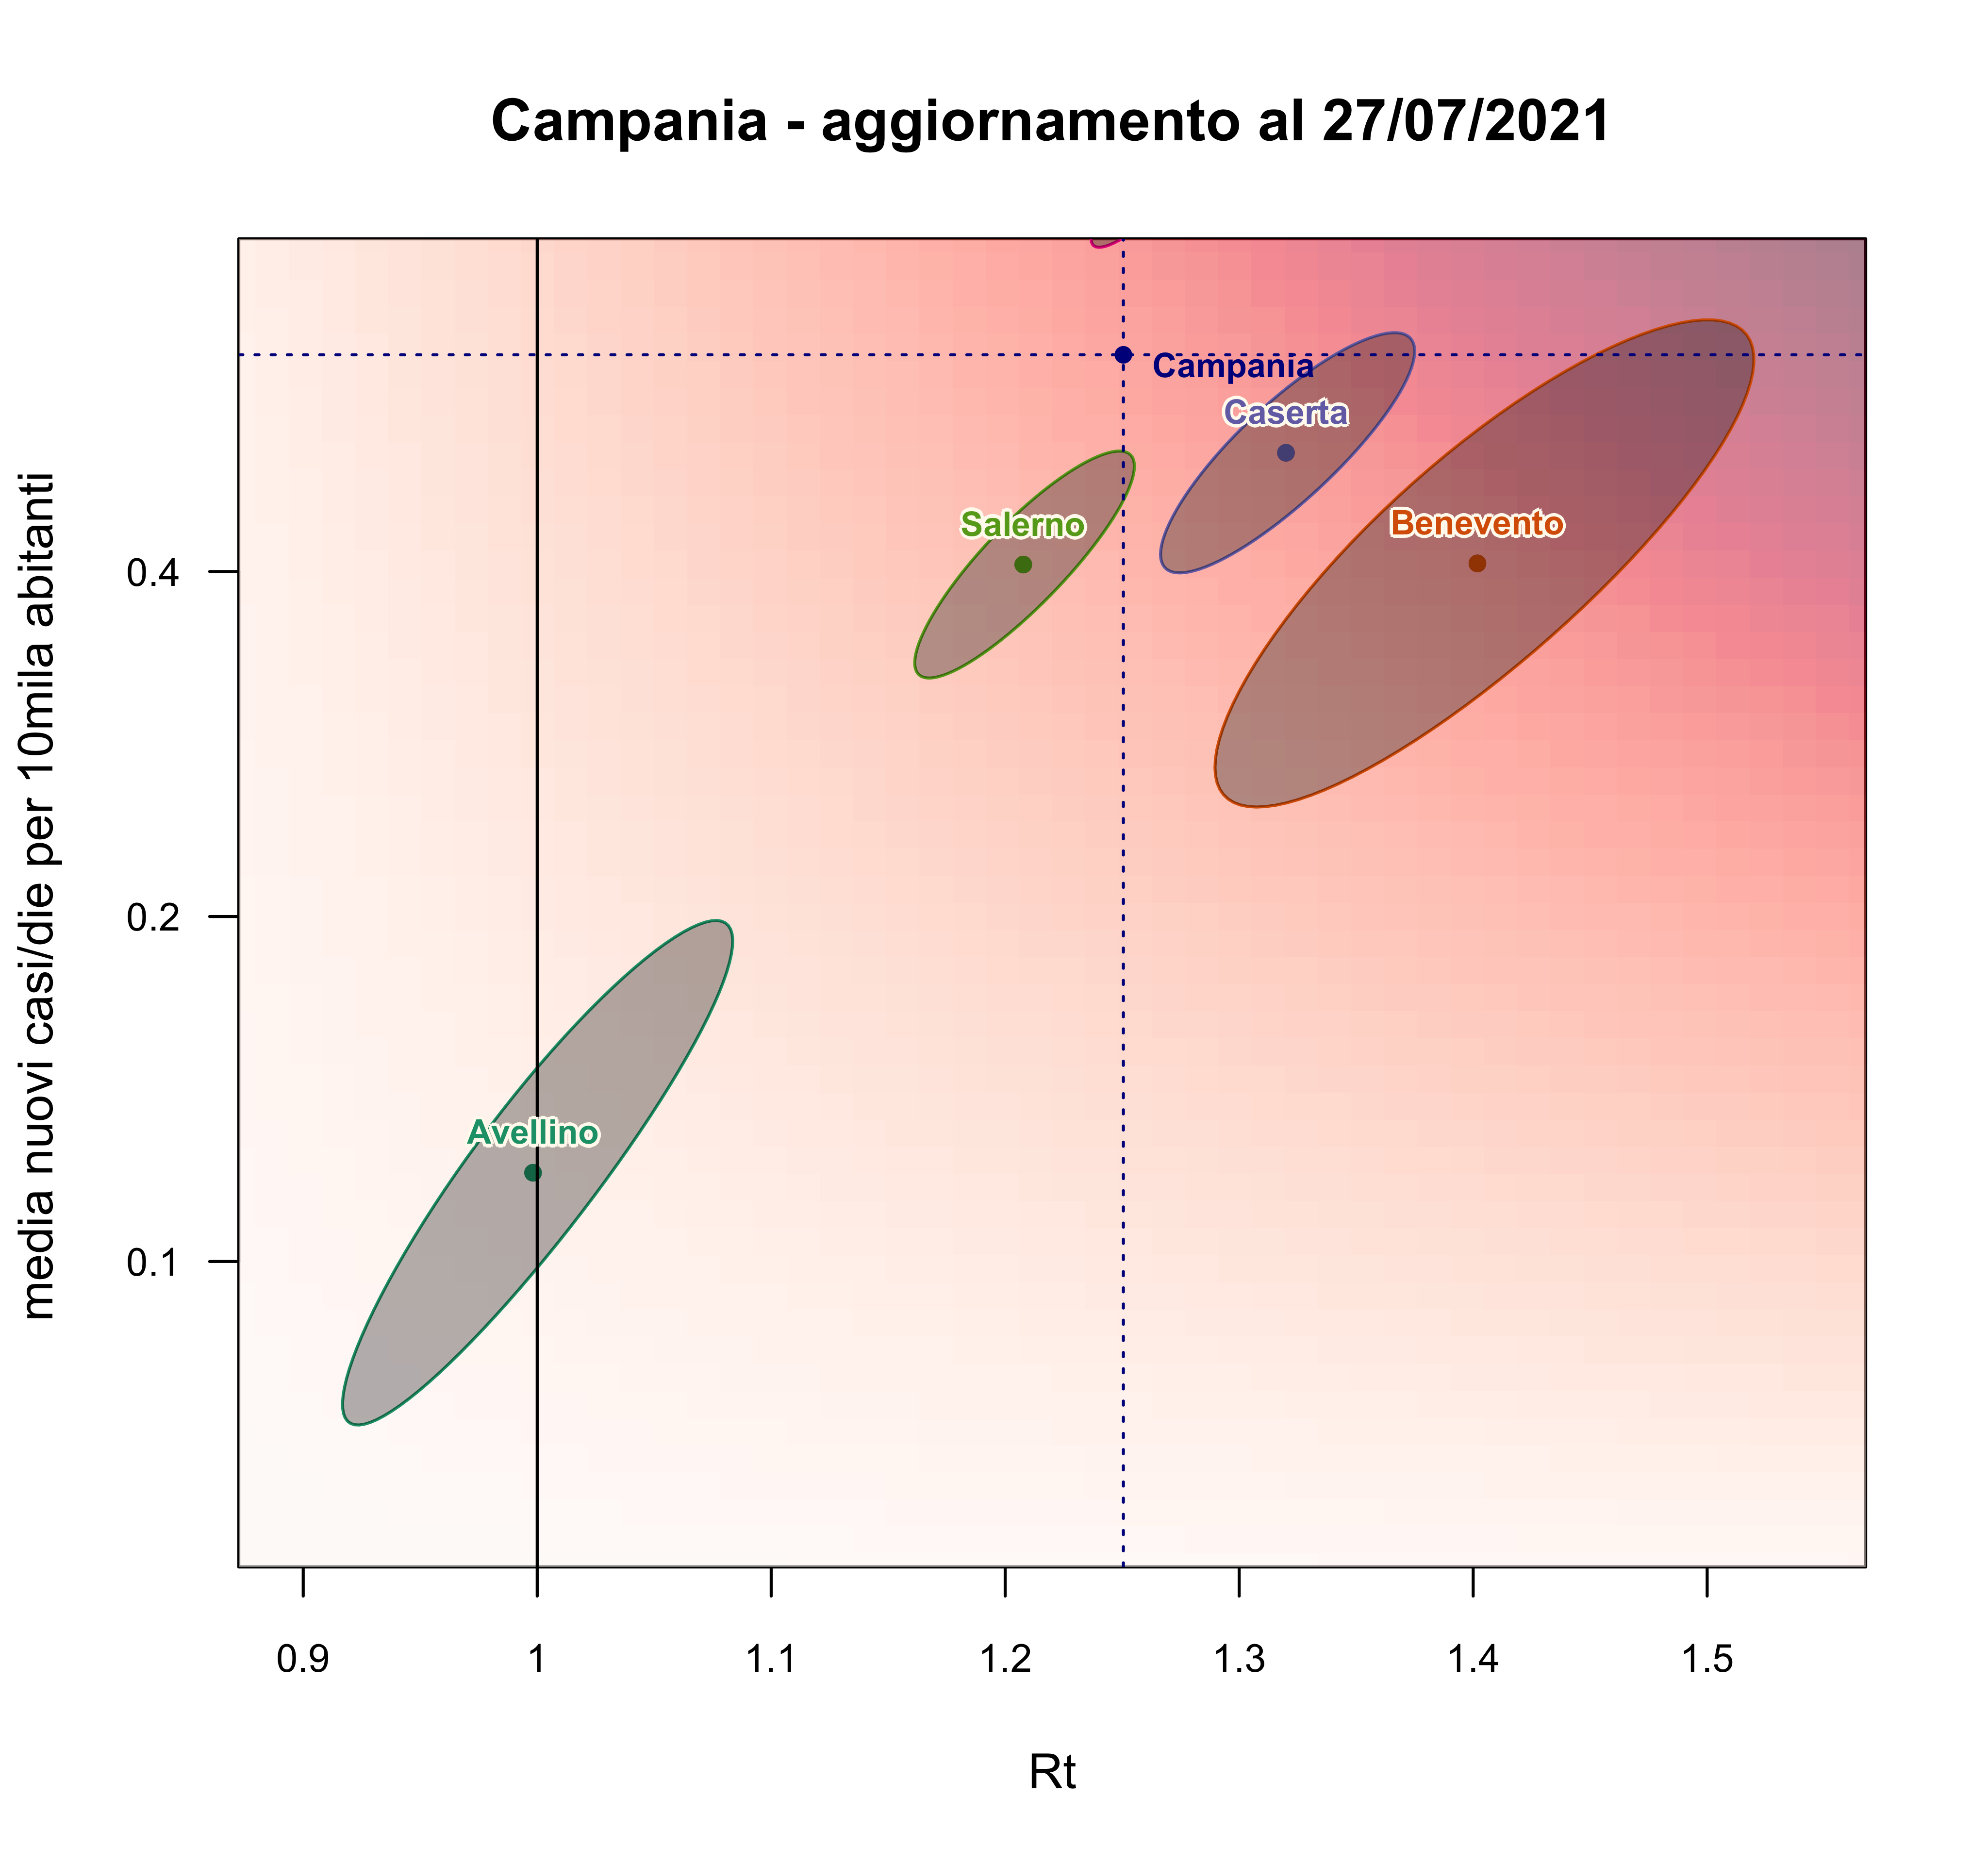 Campania - aggiornamento al 27/07/2021
media nuovi casi/die per 10mila abitanti
0.4
0.2
0.1
Campania
Caserta
Salerno
Benevento
Avellino
0.9
1
1.1
1.2
1.3
1.4
1.5
Rt